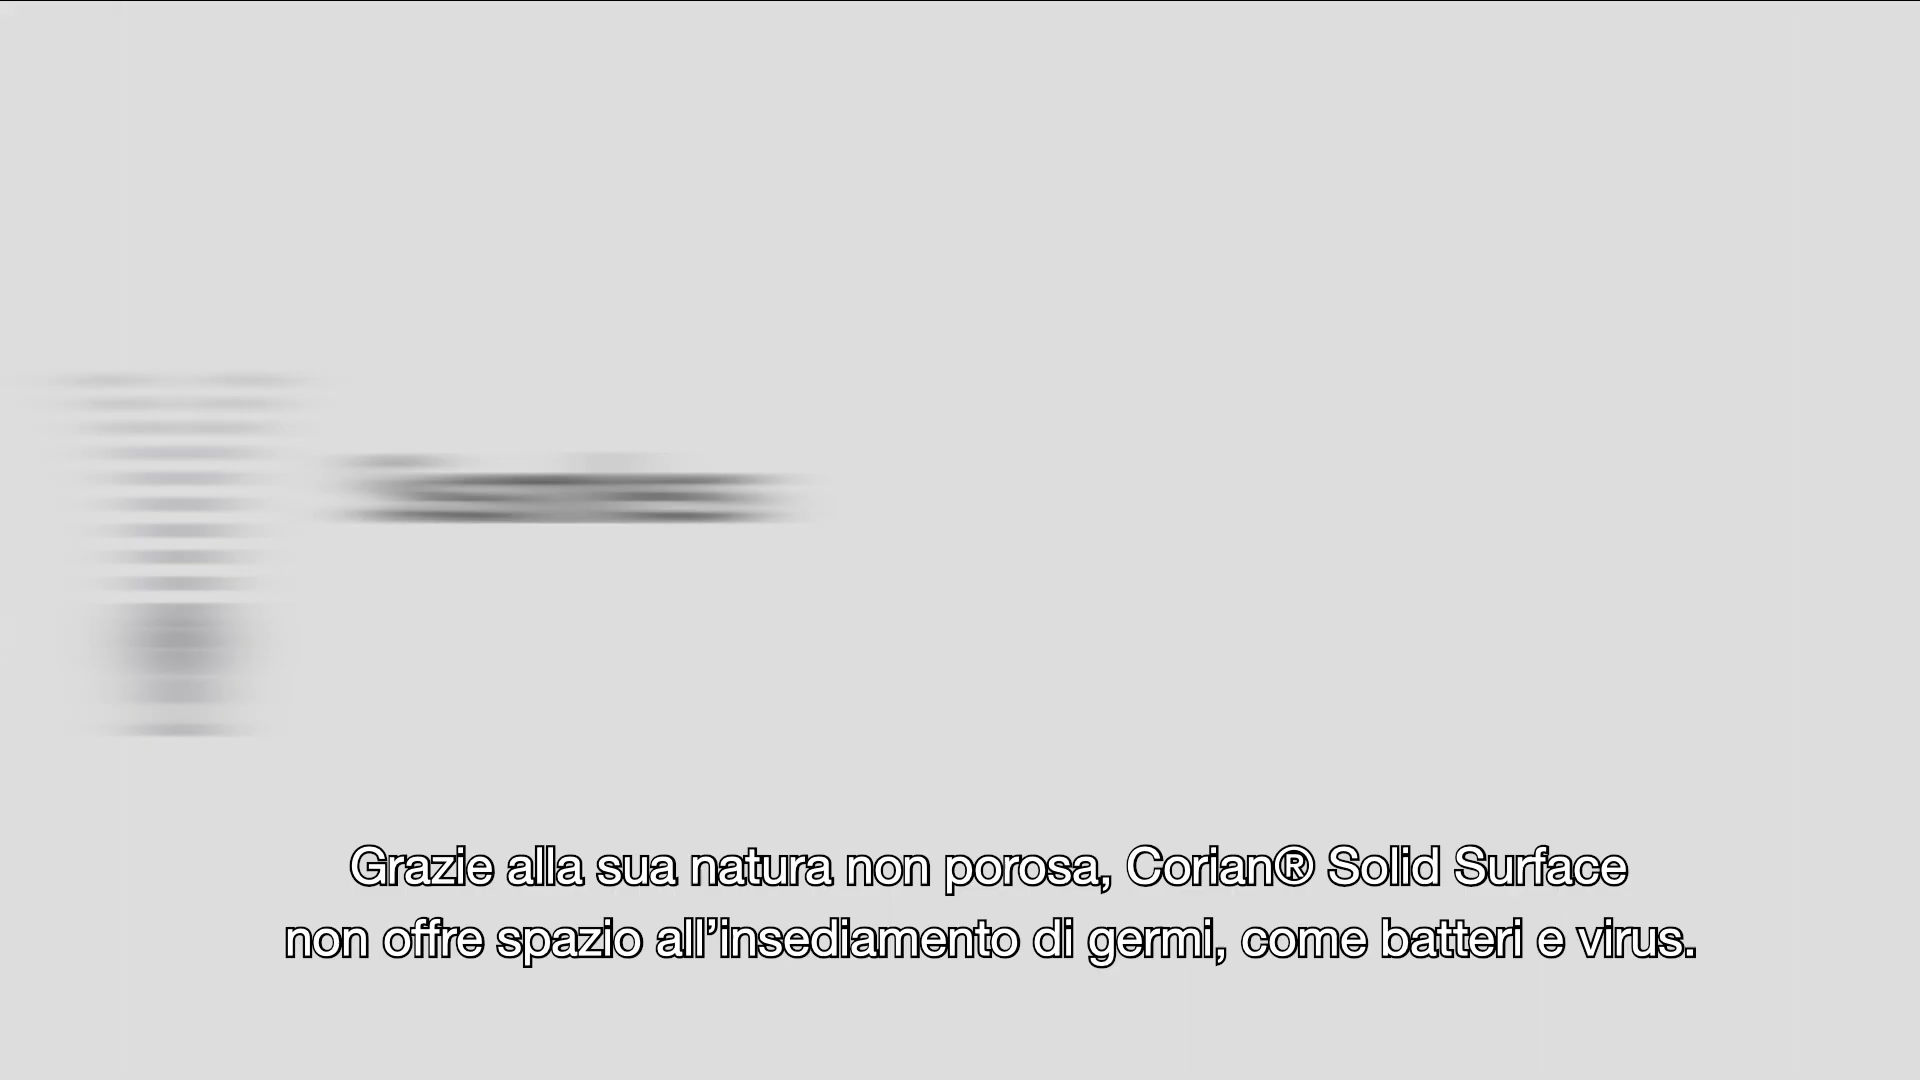 Grazie alla sua natura non porosa, Corian® Solid Surface
non offre spazio all’insediamento di germi, come batteri e virus.